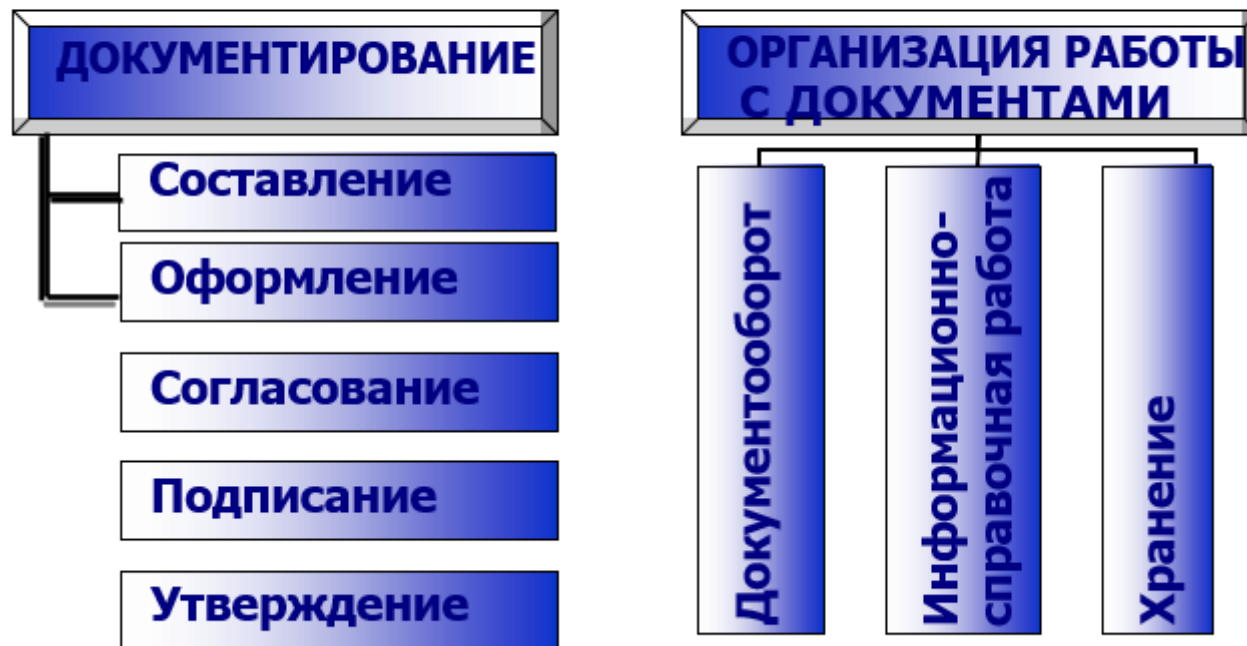 ДОКУМЕНТИРОВАНИЕ
Составление
Оформление
Согласование
Подписание
Утверждение
ОРГАНИЗАЦИЯ РАБОТЫ
С ДОКУМЕНТАМИ
Документооборот
Информационно-
справочная работа
Хранение